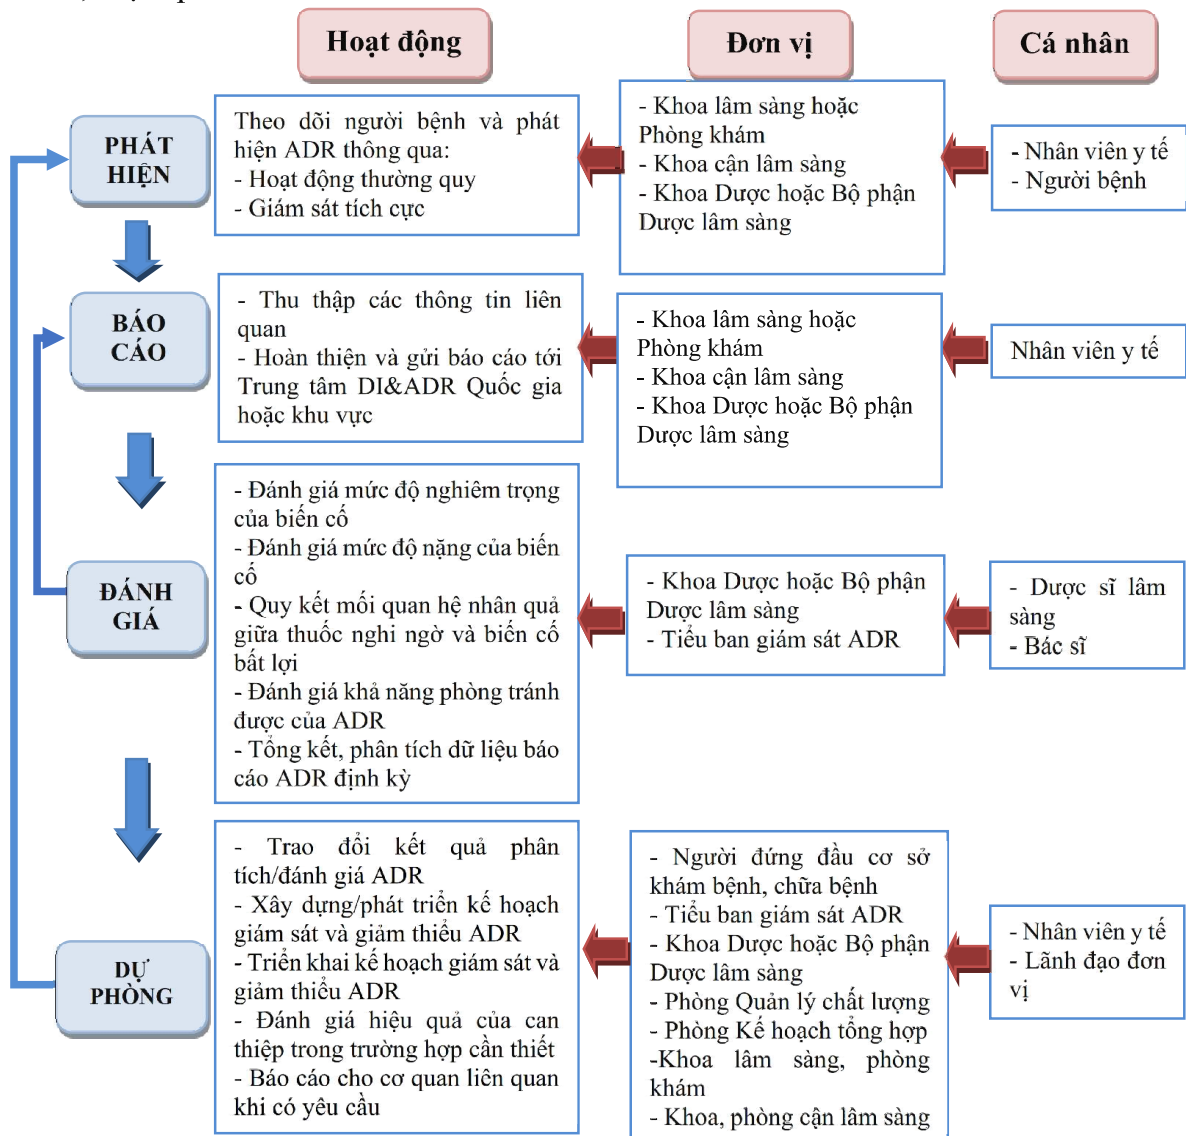 Hoạt động
Đơn vị
Cá nhân
PHÁT
HIỆN
Theo dõi người bệnh và phát
hiện ADR thông qua:
- Hoạt động thường quy
- Giám sát tích cực
- Khoa lâm sàng hoặc
Phòng khám
- Khoa cận lâm sàng
- Khoa Dược hoặc Bộ phận
Dược lâm sàng
- Nhân viên y tế
- Người bệnh
BÁO
CÁO
- Thu thập các thông tin liên
quan
- Hoàn thiện và gửi báo cáo tới
Trung tâm DI&ADR Quốc gia
hoặc khu vực
- Khoa lâm sàng hoặc
Phòng khám
- Khoa cận lâm sàng
- Khoa Dược hoặc Bộ phận
Dược lâm sàng
Nhân viên y tế
ĐÁNH
GIÁ
- Đánh giá mức độ nghiêm trọng
của biến cố
- Đánh giá mức độ nặng của biến
cố
- Quy kết mối quan hệ nhân quả
giữa thuốc nghi ngờ và biến cố
bất lợi
- Đánh giá khả năng phòng tránh
được của ADR
- Tổng kết, phân tích dữ liệu báo
cáo ADR định kỳ
- Khoa Dược hoặc Bộ phận
Dược lâm sàng
- Tiểu ban giám sát ADR
- Dược sĩ lâm
sàng
- Bác sĩ
DỰ
PHÒNG
- Trao đổi kết quả phân
tích/đánh giá ADR
- Xây dựng/phát triển kế hoạch
giám sát và giảm thiểu ADR
- Triển khai kế hoạch giám sát và
giảm thiểu ADR
- Đánh giá hiệu quả của can
thiệp trong trường hợp cần thiết
- Báo cáo cho cơ quan liên quan
khi có yêu cầu
- Người đứng đầu cơ sở
khám bệnh, chữa bệnh
- Tiểu ban giám sát ADR
- Khoa Dược hoặc Bộ phận
Dược lâm sàng
- Phòng Quản lý chất lượng
- Phòng Kế hoạch tổng hợp
-Khoa lâm sàng, phòng
khám
- Khoa, phòng cận lâm sàng
- Nhân viên y tế
- Lãnh đạo đơn
vị